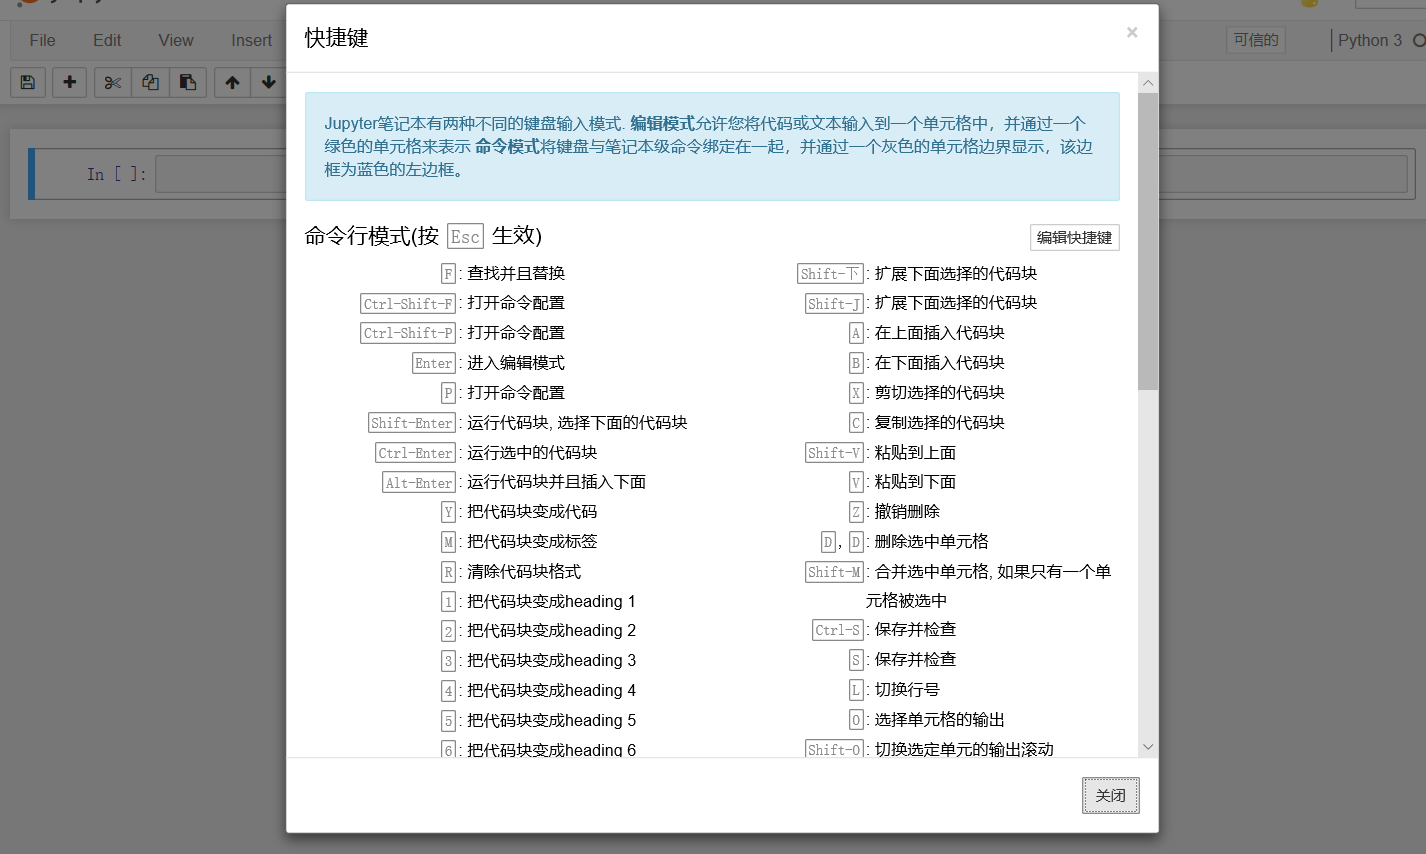 File Edit View Insert
可信的
Python 3
In [ ]:
快捷键
×
Jupyter笔记本有两种不同的键盘输入模式. 编辑模式允许您将代码或文本输入到一个单元格中，并通过一个
绿色的单元格来表示 命令模式将键盘与笔记本级命令绑定在一起，并通过一个灰色的单元格边界显示，该边
框为蓝色的左边框。
命令行模式(按 Esc 生效)
编辑快捷键
F : 查找并且替换
Ctrl-Shift-F : 打开命令配置
Ctrl-Shift-P : 打开命令配置
Enter : 进入编辑模式
P : 打开命令配置
Shift-Enter : 运行代码块, 选择下面的代码块
Ctrl-Enter : 运行选中的代码块
Alt-Enter : 运行代码块并且插入下面
Y : 把代码块变成代码
M : 把代码块变成标签
R : 清除代码块格式
1 : 把代码块变成heading 1
2 : 把代码块变成heading 2
3 : 把代码块变成heading 3
4 : 把代码块变成heading 4
5 : 把代码块变成heading 5
6 : 把代码块变成heading 6
Shift-下 : 扩展下面选择的代码块
Shift-J : 扩展下面选择的代码块
A : 在上面插入代码块
B : 在下面插入代码块
X : 剪切选择的代码块
C : 复制选择的代码块
Shift-V : 粘贴到上面
V : 粘贴到下面
Z : 撤销删除
D , D : 删除选中单元格
Shift-M : 合并选中单元格, 如果只有一个单
元格被选中
Ctrl-S : 保存并检查
S : 保存并检查
L : 切换行号
O : 选择单元格的输出
Shift-O : 切换选定单元的输出滚动
关闭